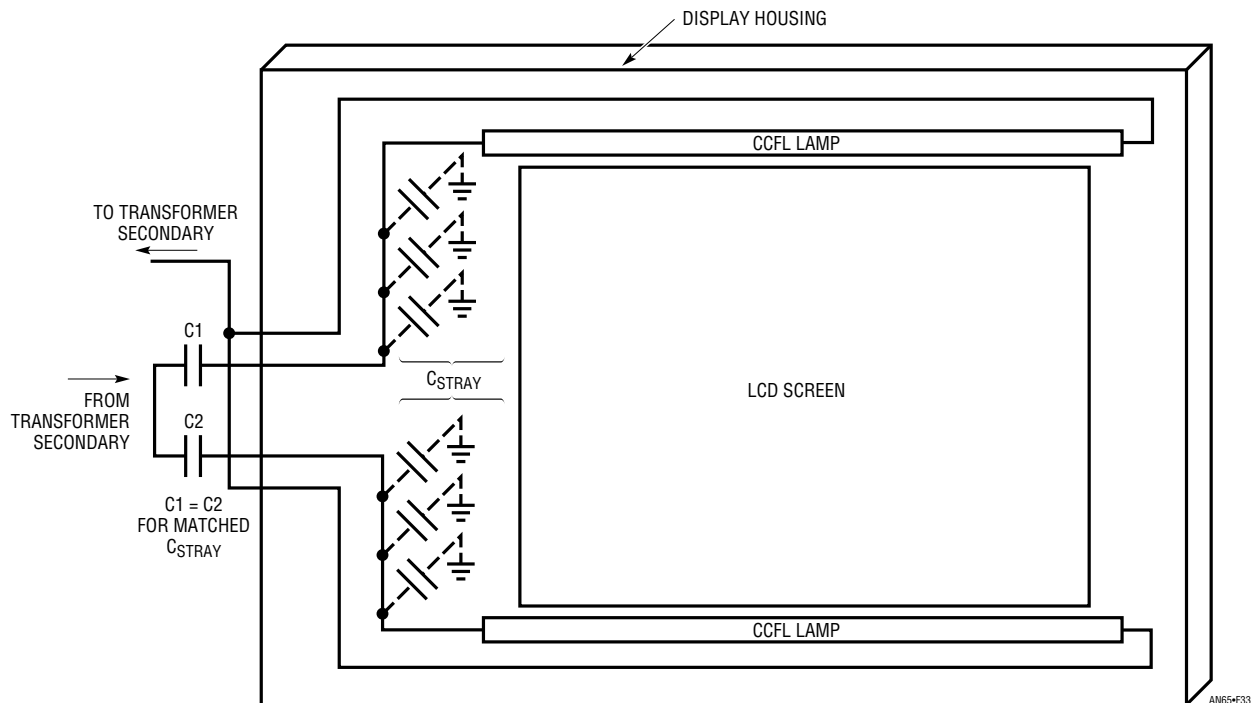 DISPLAY HOUSING
CCFL LAMP
TO TRANSFORMER
SECONDARY
C1
CSTRAY
LCD SCREEN
FROM
TRANSFORMER
SECONDARY
C2
C1 = C2
FOR MATCHED
CSTRAY
CCFL LAMP
AN65•F33